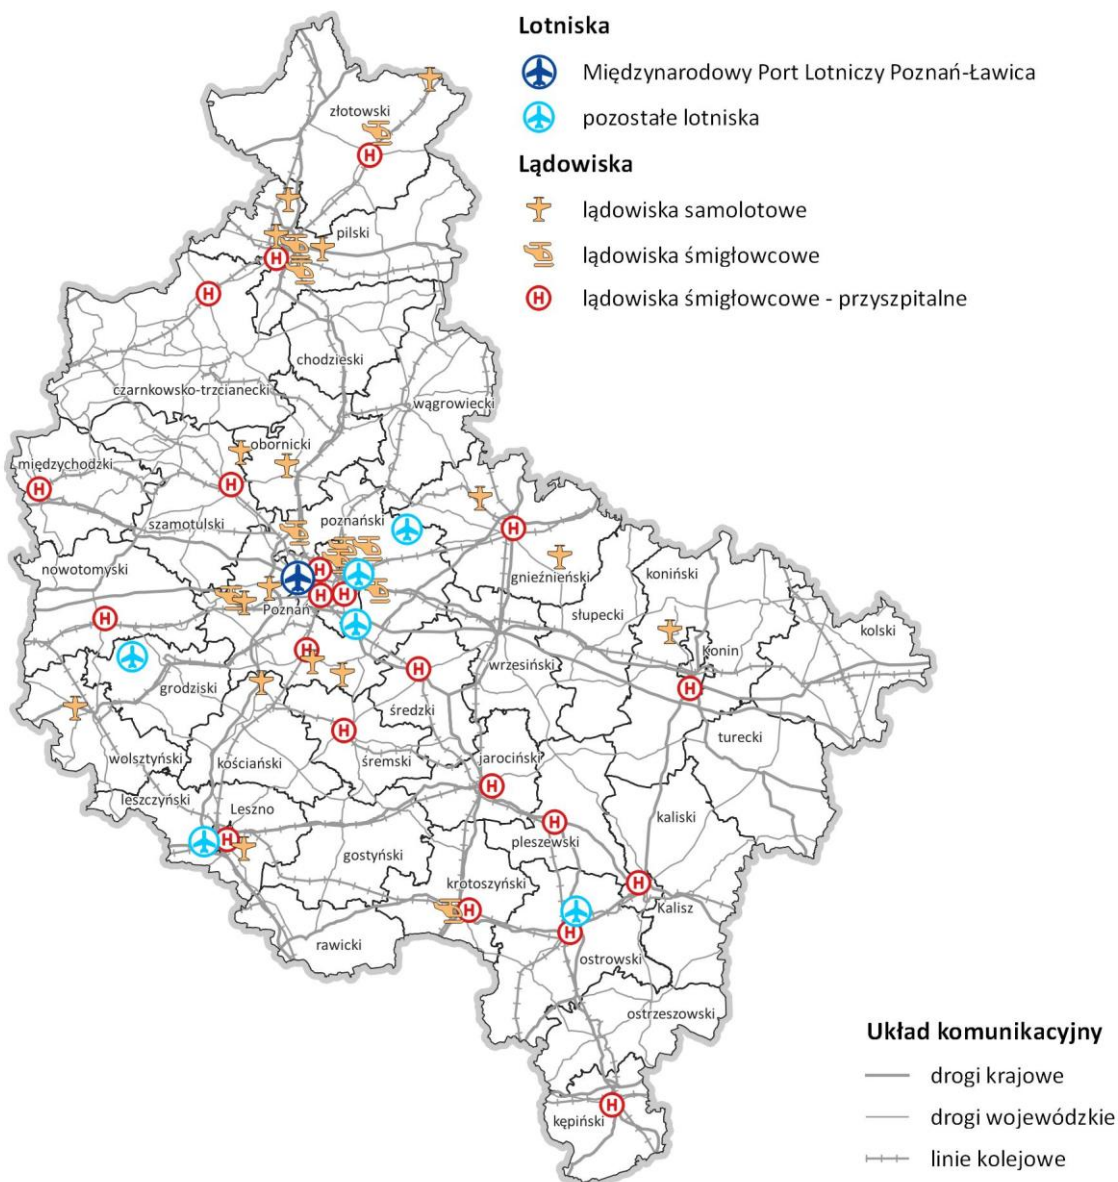 Lotniska
Międzynarodowy Port Lotniczy Poznań-Ławica
pozostałe lotniska
Lądowiska
lądowiska samolotowe
lądowiska śmigłowcowe
H lądowiska śmigłowcowe - przyszpitalne
złotowski
H
pilski
H
H
chodzieski
czarnkowsko-trzcianecki
wągrowiecki
obornicki
międzychodzki
H
H
szamotulski
poznański
H
nowotomyski
H
gnieźnieński
koniński
H
H
Poznań
słupecki
H
kolski
H
Konin
wrzesiński
H
grodziski
H
średzki
H
turecki
wolsztyński
kościański
śremski
jarociński
leszczyński
Leszno
H
kaliski
H
H
pleszewski
gostyński
krotoszyński
H
H
Kalisz
rawicki
H
ostrowski
ostrzeszowski
H
kępiński
Układ komunikacyjny
drogi krajowe
drogi wojewódzkie
linie kolejowe